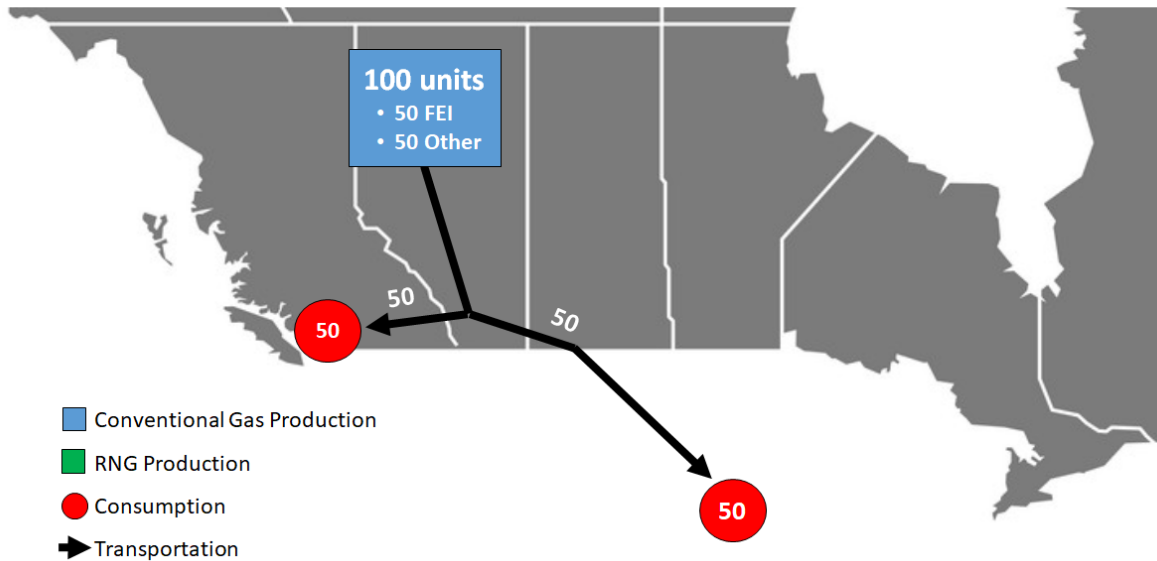 100 units
• 50 FEI
• 50 Other
50
50
50
50
Conventional Gas Production
RNG Production
Consumption
Transportation